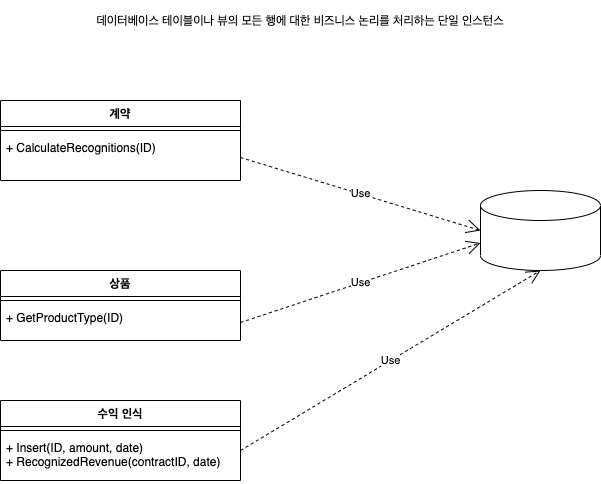 데이터베이스 테이블이나 뷰의 모든 행에 대한 비즈니스 논리를 처리하는 단일 인스턴스
계약
+ CalculateRecognitions(ID)
Use
상품
+ GetProductType(ID)
Use
Use
수익 인식
+ Insert(ID, amount, date)
+ RecognizedRevenue(contractID, date)